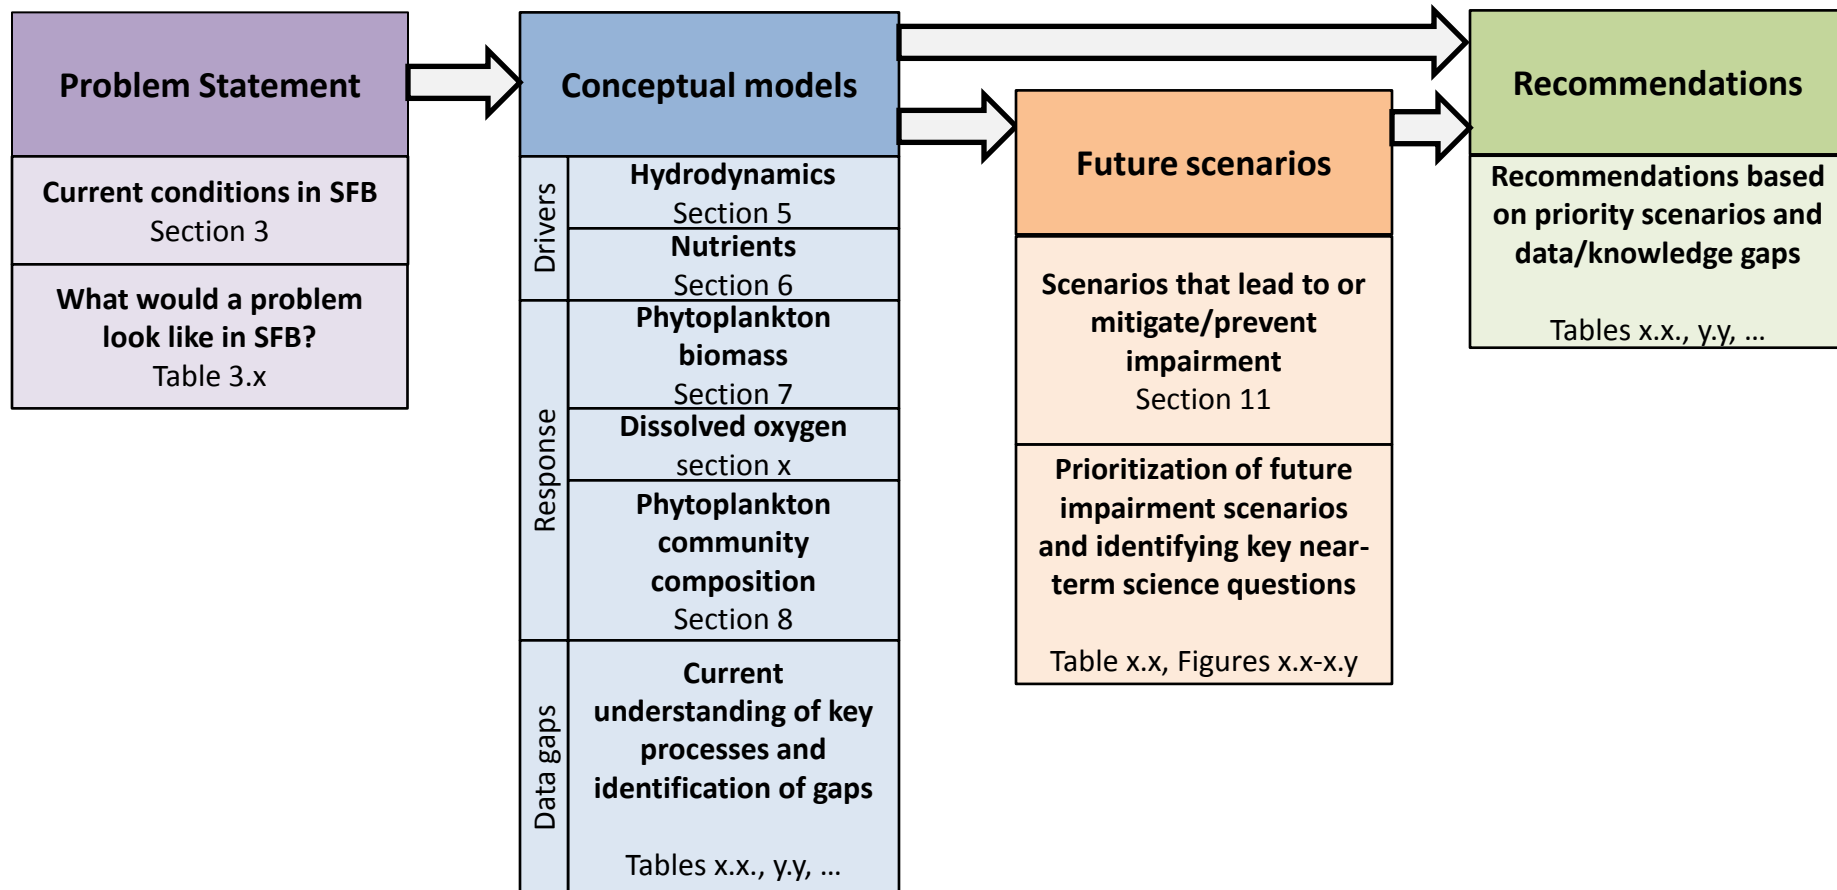 Problem Statement
Current conditions in SFB
Section 3
What would a problem
look like in SFB?
Table 3.x
Conceptual models
Drivers
Hydrodynamics
Section 5
Nutrients
Section 6
Response
Phytoplankton
biomass
Section 7
Dissolved oxygen
section x
Phytoplankton
community
composition
Section 8
Data gaps
Current
understanding of key
processes and
identification of gaps
Tables x.x., y.y, ...
Future scenarios
Scenarios that lead to or
mitigate/prevent
impairment
Section 11
Prioritization of future
impairment scenarios
and identifying key near-
term science questions
Table x.x, Figures x.x-x.y
Recommendations
Recommendations based
on priority scenarios and
data/knowledge gaps
Tables x.x., y.y, ...